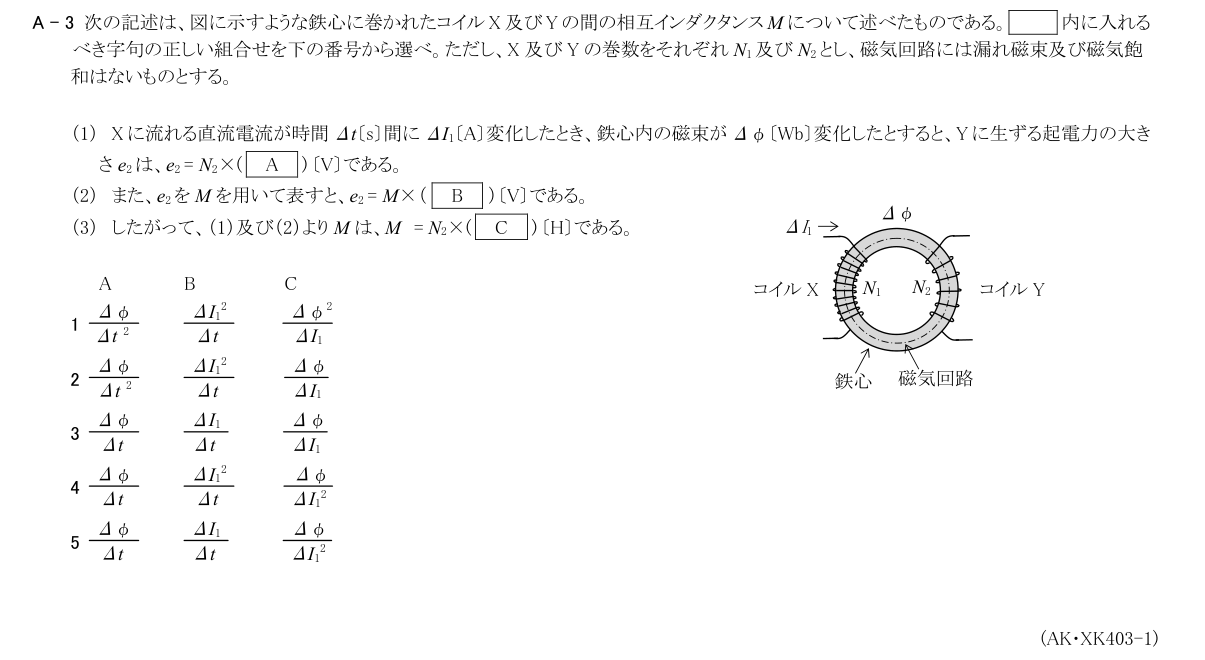 A－3 次の記述は、図に示すような鉄心に巻かれたコイルX及びYの間の相互インダクタンスMについて述べたものである。□内に入れる
べき字句の正しい組合せを下の番号から選べ。ただし、X及びYの巻数をそれぞれN₁及びN₂とし、磁気回路には漏れ磁束及び磁気飽
和はないものとする。
(1) Xに流れる直流電流が時間 Δt〔s〕間に ΔI₁〔A〕変化したとき、鉄心内の磁束が Δφ〔Wb〕変化したとすると、Yに生ずる起電力の大き
さe₂は、e₂＝N₂×( A )〔V〕である。
(2) また、e₂をMを用いて表すと、e₂＝M×( B )〔V〕である。
(3) したがって、(1)及び(2)よりMは、M ＝N₂×( C )〔H〕である。
A B C
1 Δφ/Δt² ΔI₁²/Δt Δφ²/ΔI₁
2 Δφ/Δt² ΔI₁²/Δt Δφ/ΔI₁
3 Δφ/Δt ΔI₁/Δt Δφ/ΔI₁
4 Δφ/Δt ΔI₁²/Δt Δφ/ΔI₁²
5 Δφ/Δt ΔI₁/Δt Δφ/ΔI₁²
Δφ
ΔI₁→
コイルX N₁ N₂ コイルY
鉄心 磁気回路
(AK・XK403-1)